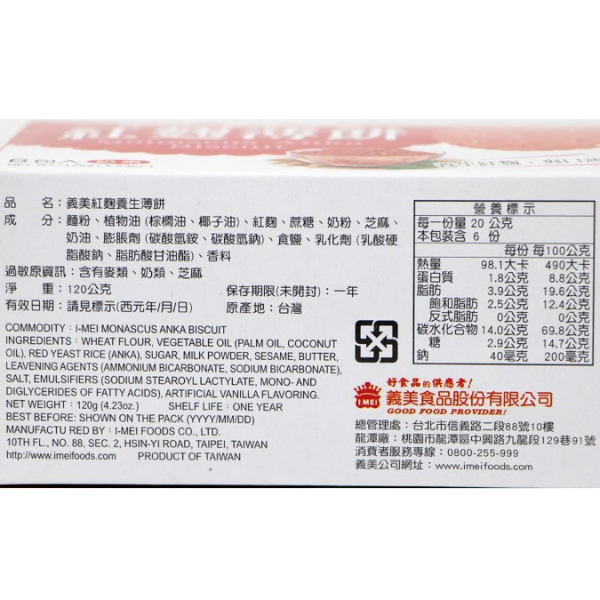 紅麴薄餅
Biscuit
6包入
品　名：義美紅麴養生薄餅
成　分：麵粉、植物油 (棕櫚油、椰子油)、紅麴、蔗糖、奶粉、芝麻、
奶油、膨脹劑 (碳酸氫銨、碳酸氫鈉)、食鹽、乳化劑 (乳酸硬
脂酸鈉、脂肪酸甘油酯)、香料
過敏原資訊：含有麥類、奶類、芝麻
淨　重：120公克　保存期限(未開封)：一年
有效日期：請見標示(西元年/月/日)　原產地：台灣
COMMODITY : I-MEI MONASCUS ANKA BISCUIT
INGREDIENTS : WHEAT FLOUR, VEGETABLE OIL (PALM OIL, COCONUT
OIL), RED YEAST RICE (ANKA), SUGAR, MILK POWDER, SESAME, BUTTER,
LEAVENING AGENTS (AMMONIUM BICARBONATE, SODIUM BICARBONATE),
SALT, EMULSIFIERS (SODIUM STEAROYL LACTYLATE, MONO- AND
DIGLYCERIDES OF FATTY ACIDS), ARTIFICIAL VANILLA FLAVORING.
NET WEIGHT : 120g (4.23oz.)　SHELF LIFE : ONE YEAR
BEST BEFORE: SHOWN ON THE PACK (YYYY/MM/DD)
MANUFACTU RED BY : I-MEI FOODS CO., LTD.
10TH FL., NO. 88, SEC. 2, HSIN-YI ROAD, TAIPEI, TAIWAN
http://www.imeifoods.com　PRODUCT OF TAIWAN
營養標示
每一份量 20 公克
本包裝含 6 份
每份 每100公克
熱量 98.1大卡 490大卡
蛋白質 1.8公克 8.8公克
脂肪 3.9公克 19.6公克
飽和脂肪 2.5公克 12.4公克
反式脂肪 0公克 0公克
碳水化合物 14.0公克 69.8公克
糖 2.9公克 14.7公克
鈉 40毫克 200毫克
好食品的供應者!
I-MEI 義美食品股份有限公司
GOOD FOOD PROVIDER!
總管理處：台北市信義路二段88號10樓
龍潭廠：桃園市龍潭區中興路九龍段129巷91號
消費者服務專線：0800-255-999
義美公司網址：www.imeifoods.com